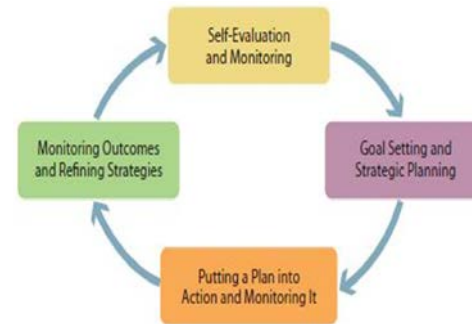 Self-Evaluation
and Monitoring
Goal Setting and
Strategic Planning
Putting a Plan into
Action and Monitoring It
Monitoring Outcomes
and Refining Strategies